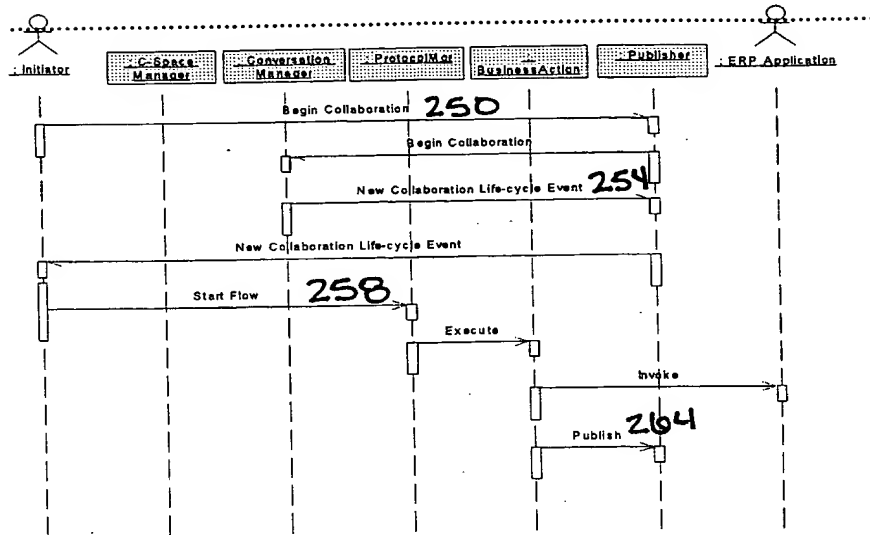 : Initiator
: C-Space
Manager
: Conversation
Manager
: ProtocolMgr
:
BusinessAction
: Publisher
: ERP Application
Begin Collaboration 250
Begin Collaboration
New Collaboration Life-cycle Event 254
New Collaboration Life-cycle Event
Start Flow 258
Execute
Invoke
Publish 264